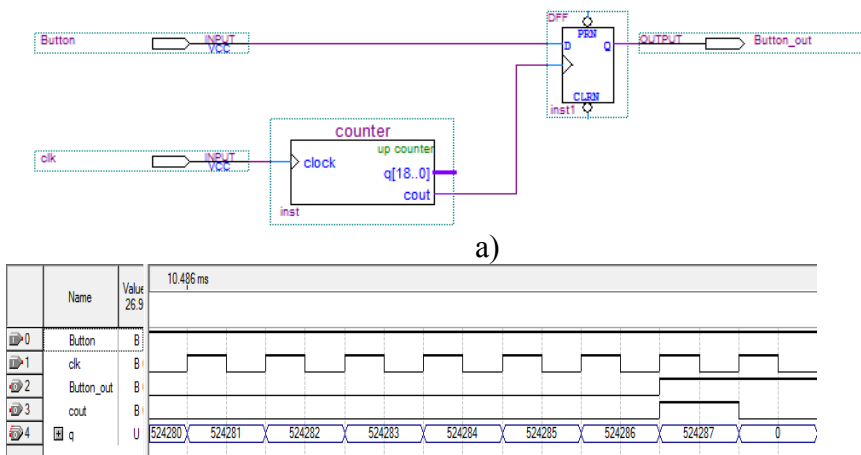 DFF
Button INPUT VCC
PRN
D Q
OUTPUT Button_out
CLRN
inst1
counter
up counter
clk INPUT VCC
clock
q[18..0]
cout
inst
a)
Name Value 26.9 10.486 ms
0 Button B
1 clk B
2 Button_out B
3 cout B
4 q U 524280 524281 524282 524283 524284 524285 524286 524287 0